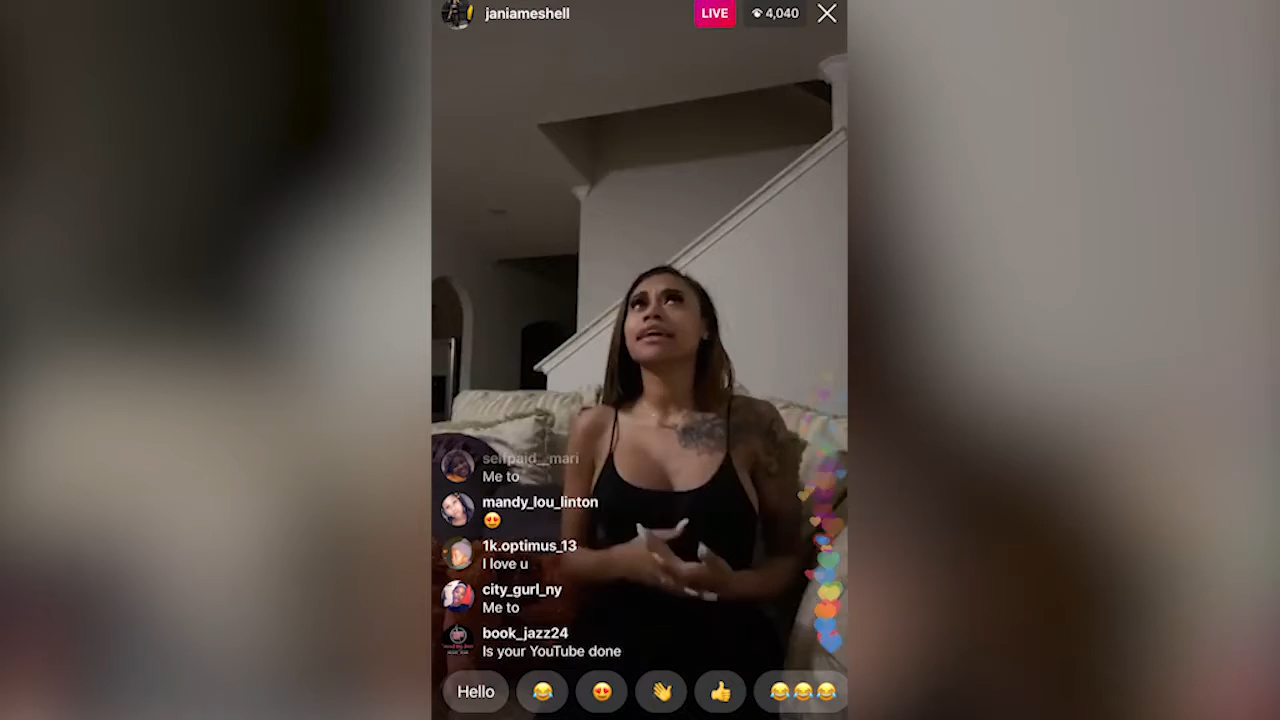 janiameshell
LIVE
4,040
selfpaid__mari
Me to
mandy_lou_linton
😍
1k.optimus_13
I love u
city_gurl_ny
Me to
book_jazz24
Is your YouTube done
Hello 😂 😍 👋 👍 😂😂😂